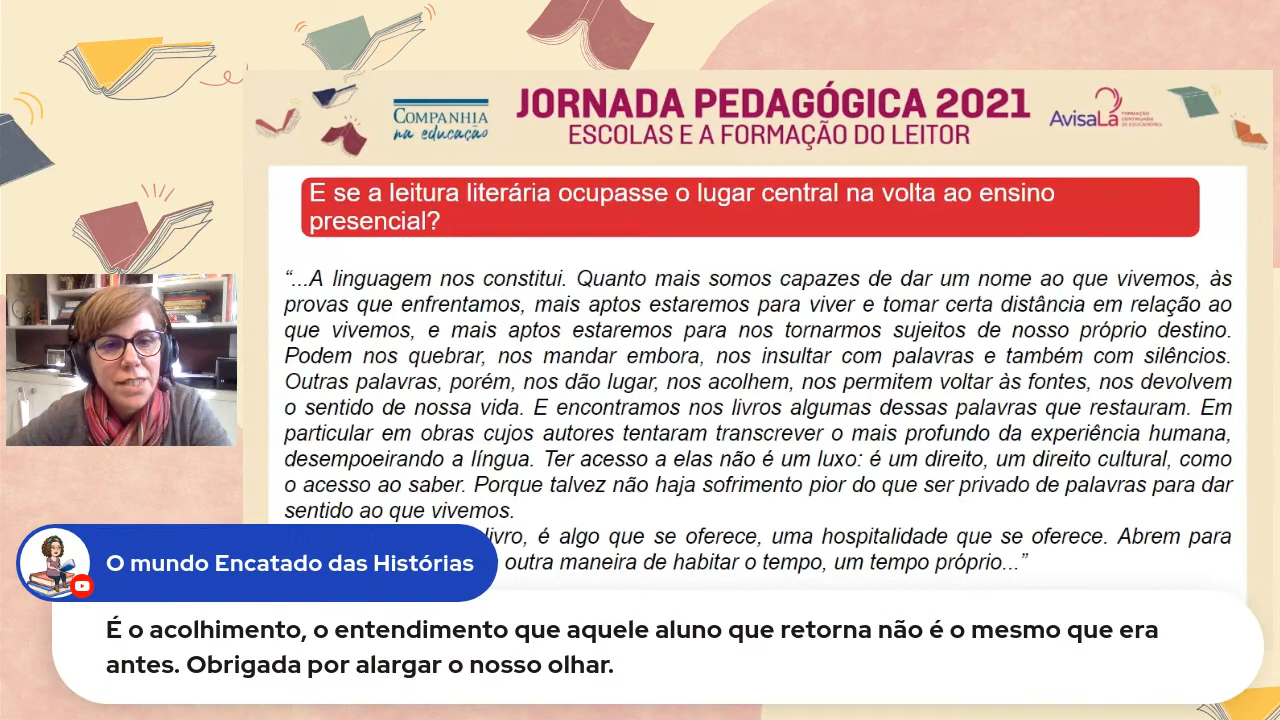 COMPANHIA
na educação
JORNADA PEDAGÓGICA 2021
ESCOLAS E A FORMAÇÃO DO LEITOR
AvisaLá
FORMAÇÃO
CONTINUADA
DE EDUCADORES
E se a leitura literária ocupasse o lugar central na volta ao ensino
presencial?
“...A linguagem nos constitui. Quanto mais somos capazes de dar um nome ao que vivemos, às
provas que enfrentamos, mais aptos estaremos para viver e tomar certa distância em relação ao
que vivemos, e mais aptos estaremos para nos tornarmos sujeitos de nosso próprio destino.
Podem nos quebrar, nos mandar embora, nos insultar com palavras e também com silêncios.
Outras palavras, porém, nos dão lugar, nos acolhem, nos permitem voltar às fontes, nos devolvem
o sentido de nossa vida. E encontramos nos livros algumas dessas palavras que restauram. Em
particular em obras cujos autores tentaram transcrever o mais profundo da experiência humana,
desempoeirando a língua. Ter acesso a elas não é um luxo: é um direito, um direito cultural, como
o acesso ao saber. Porque talvez não haja sofrimento pior do que ser privado de palavras para dar
sentido ao que vivemos.
livro, é algo que se oferece, uma hospitalidade que se oferece. Abrem para
outra maneira de habitar o tempo, um tempo próprio...”
O mundo Encatado das Histórias
É o acolhimento, o entendimento que aquele aluno que retorna não é o mesmo que era
antes. Obrigada por alargar o nosso olhar.